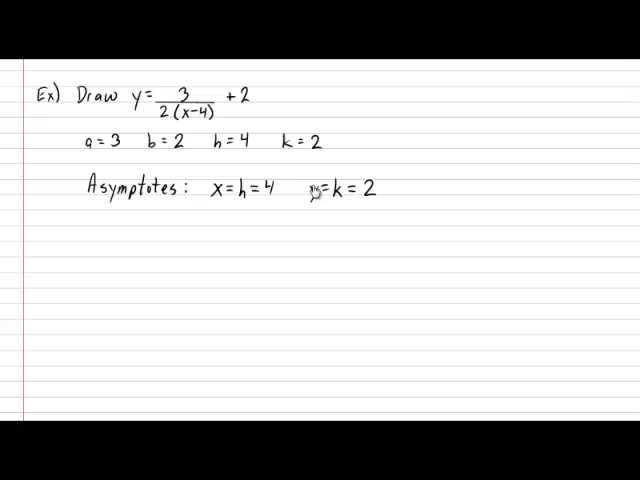 Ex) Draw y = 3/(2(x-4)) + 2
a = 3 b = 2 h = 4 k = 2
Asymptotes: x = h = 4 y = k = 2